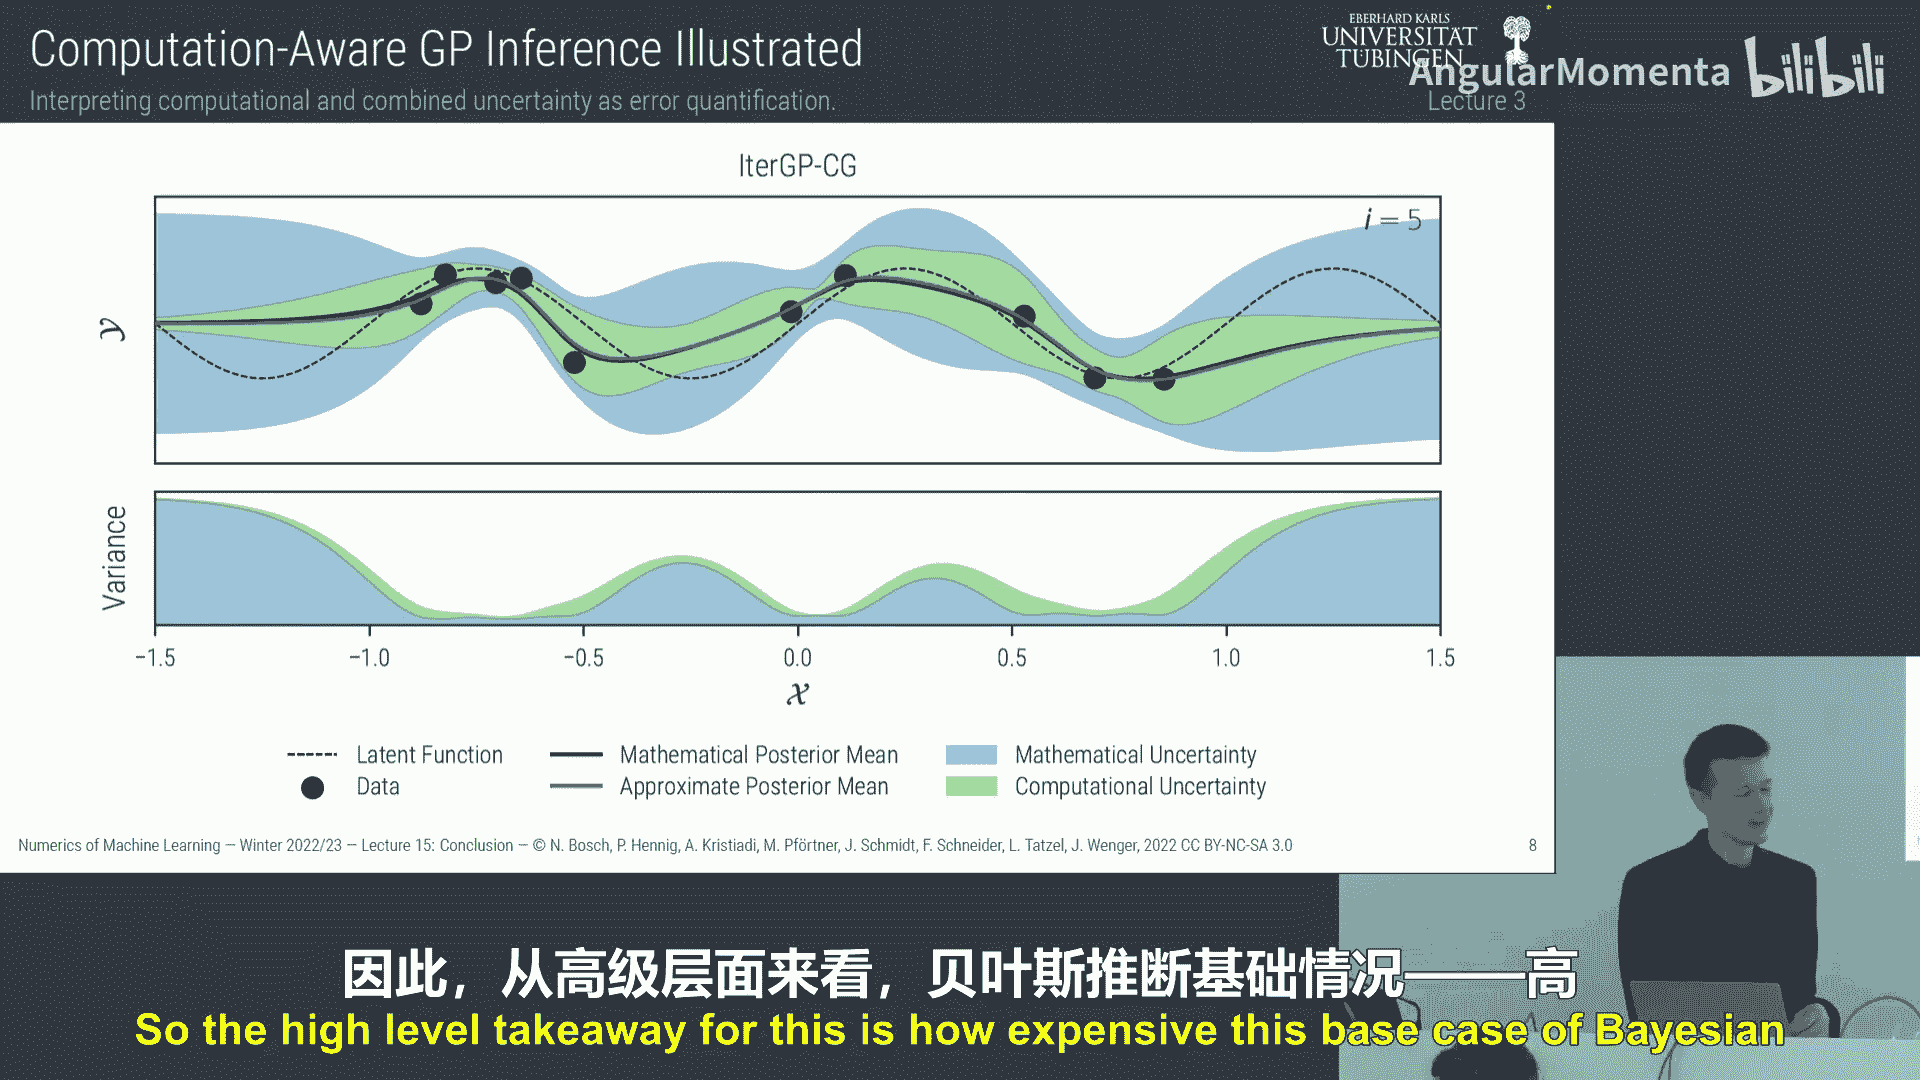 Computation-Aware GP Inference Illustrated
Interpreting computational and combined uncertainty as error quantification.
EBERHARD KARLS
UNIVERSITÄT
TÜBINGEN
AngularMomenta
bilibili
Lecture 3
IterGP-CG
i = 5
𝒴
Variance
−1.5 −1.0 −0.5 0.0 0.5 1.0 1.5
𝒳
Latent Function
Data
Mathematical Posterior Mean
Approximate Posterior Mean
Mathematical Uncertainty
Computational Uncertainty
Numerics of Machine Learning — Winter 2022/23 — Lecture 15: Conclusion — © N. Bosch, P. Hennig, A. Kristiadi, M. Pförtner, J. Schmidt, F. Schneider, L. Tatzel, J. Wenger, 2022 CC BY-NC-SA 3.0
8
因此，从高级层面来看，贝叶斯推断基础情况——高
So the high level takeaway for this is how expensive this base case of Bayesian